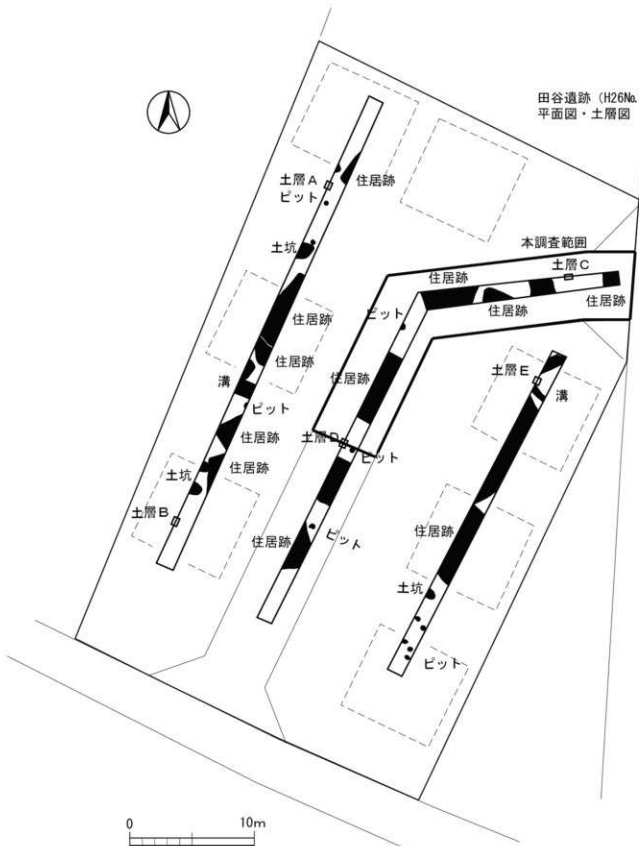 田谷遺跡（H26No.
平面図・土層図
土層A
ピット
住居跡
土坑
本調査範囲
住居跡
土層C
住居跡
住居跡
ピット
住居跡
住居跡
溝
ピット
住居跡
住居跡
土層E
溝
土層D
ピット
住居跡
土坑
土層B
住居跡
ピット
住居跡
土坑
ピット
0
10m